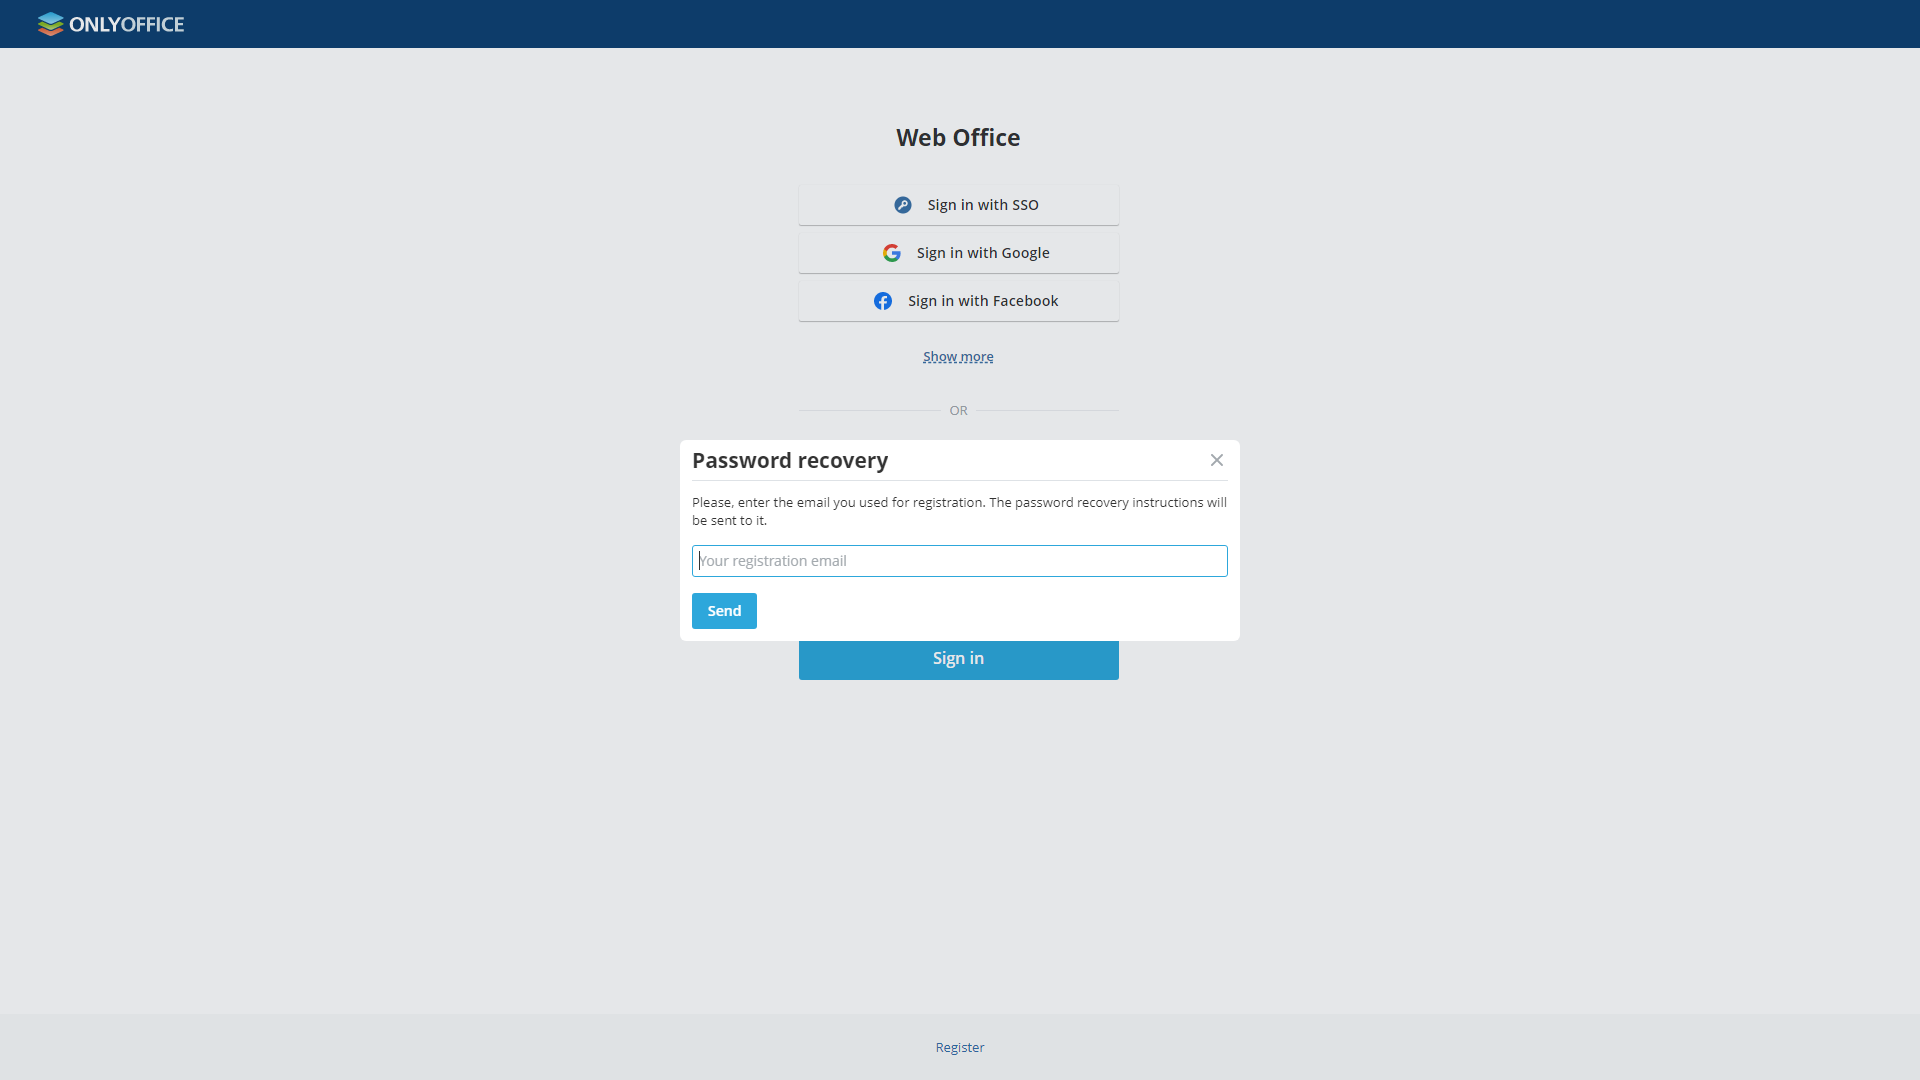 ONLYOFFICE
Web Office
Sign in with SSO
Sign in with Google
Sign in with Facebook
Show more
OR
Password recovery
Please, enter the email you used for registration. The password recovery instructions will
be sent to it.
Your registration email
Send
Sign in
Register